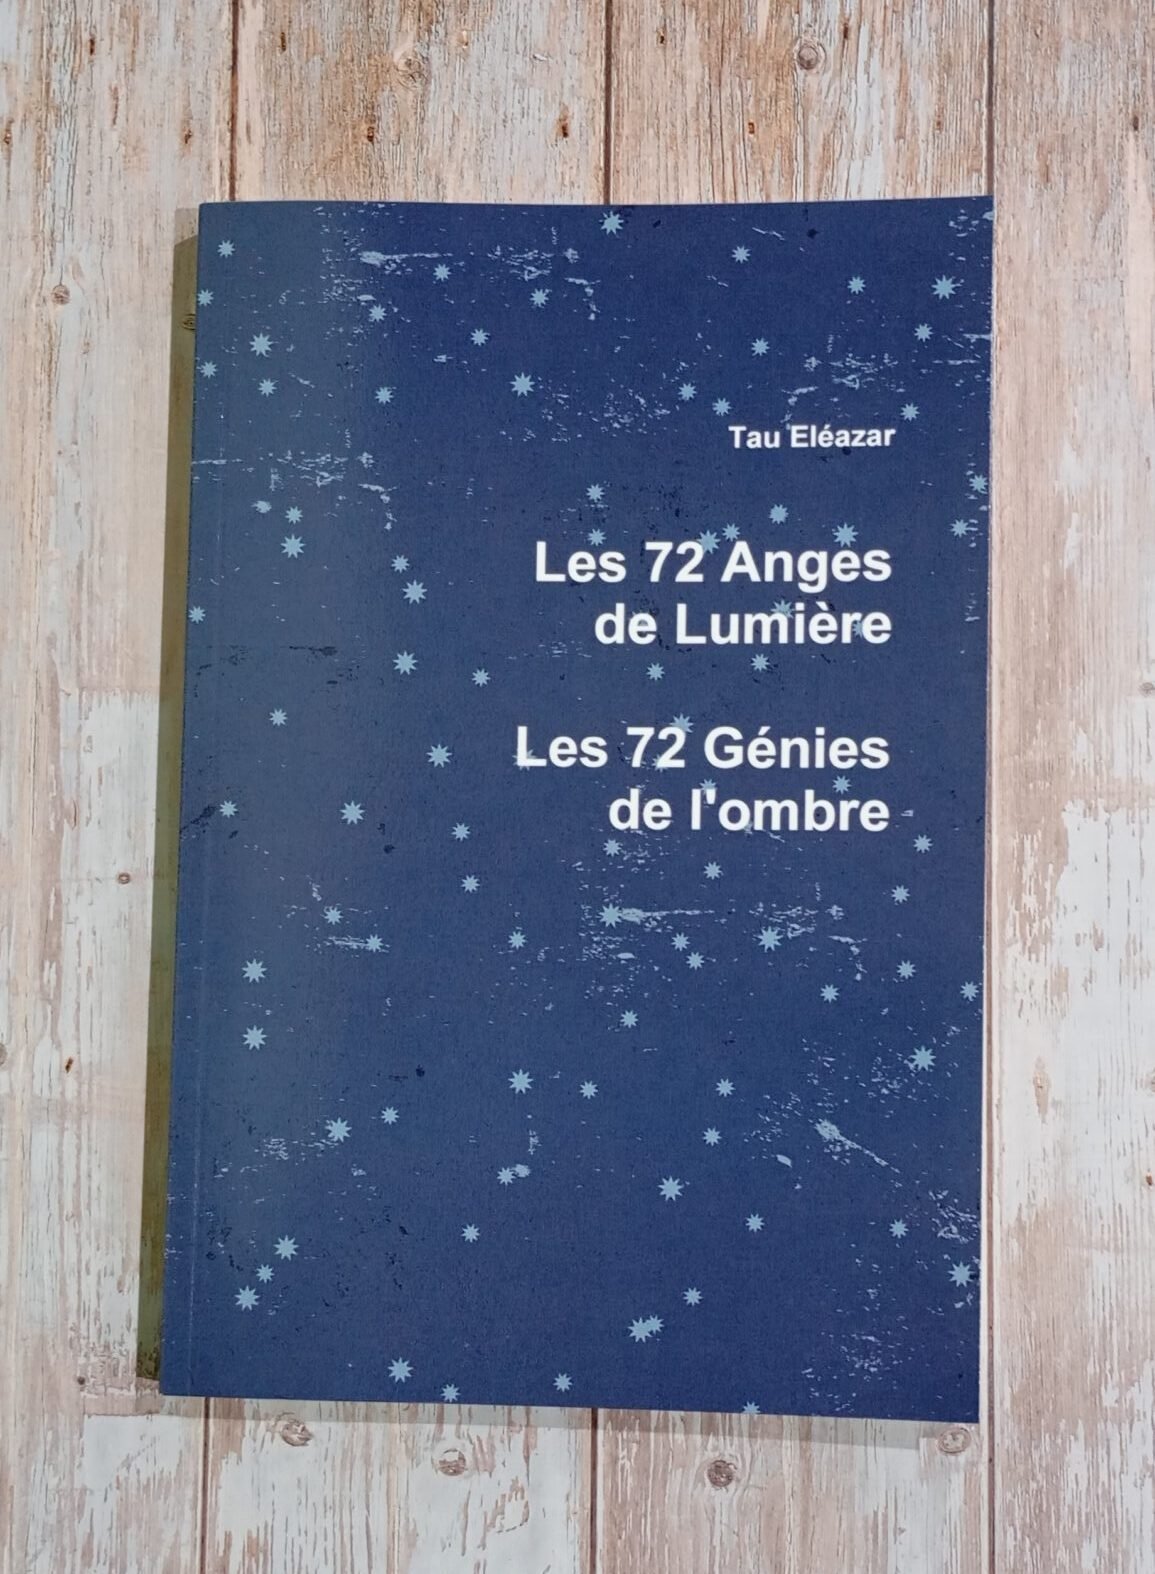 Tau Eléazar
Les 72 Anges
de Lumière
Les 72 Génies
de l'ombre